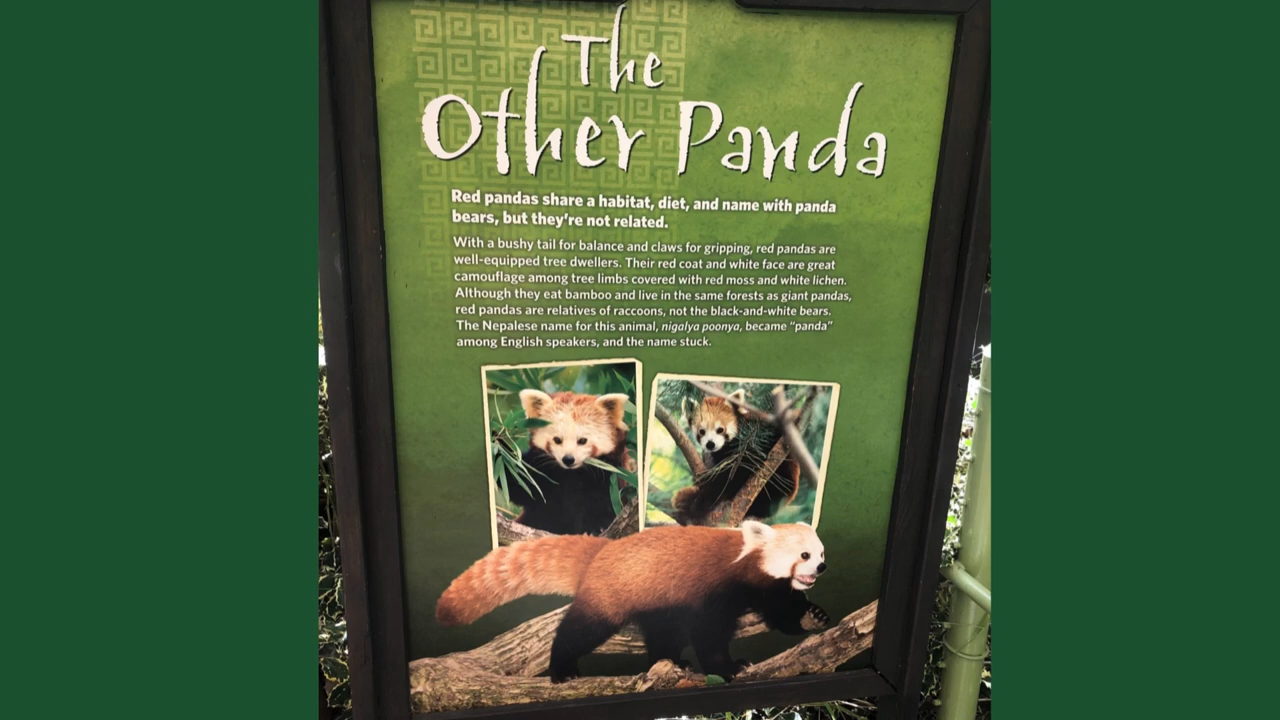 The
Other Panda
Red pandas share a habitat, diet, and name with panda
bears, but they're not related.
With a bushy tail for balance and claws for gripping, red pandas are
well-equipped tree dwellers. Their red coat and white face are great
camouflage among tree limbs covered with red moss and white lichen.
Although they eat bamboo and live in the same forests as giant pandas,
red pandas are relatives of raccoons, not the black-and-white bears.
The Nepalese name for this animal, nigalya poonya, became "panda"
among English speakers, and the name stuck.